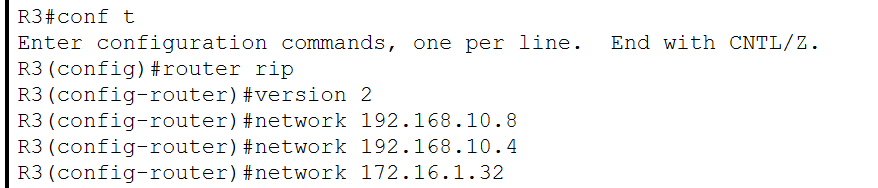 R3#conf t
Enter configuration commands, one per line.  End with CNTL/Z.
R3(config)#router rip
R3(config-router)#version 2
R3(config-router)#network 192.168.10.8
R3(config-router)#network 192.168.10.4
R3(config-router)#network 172.16.1.32